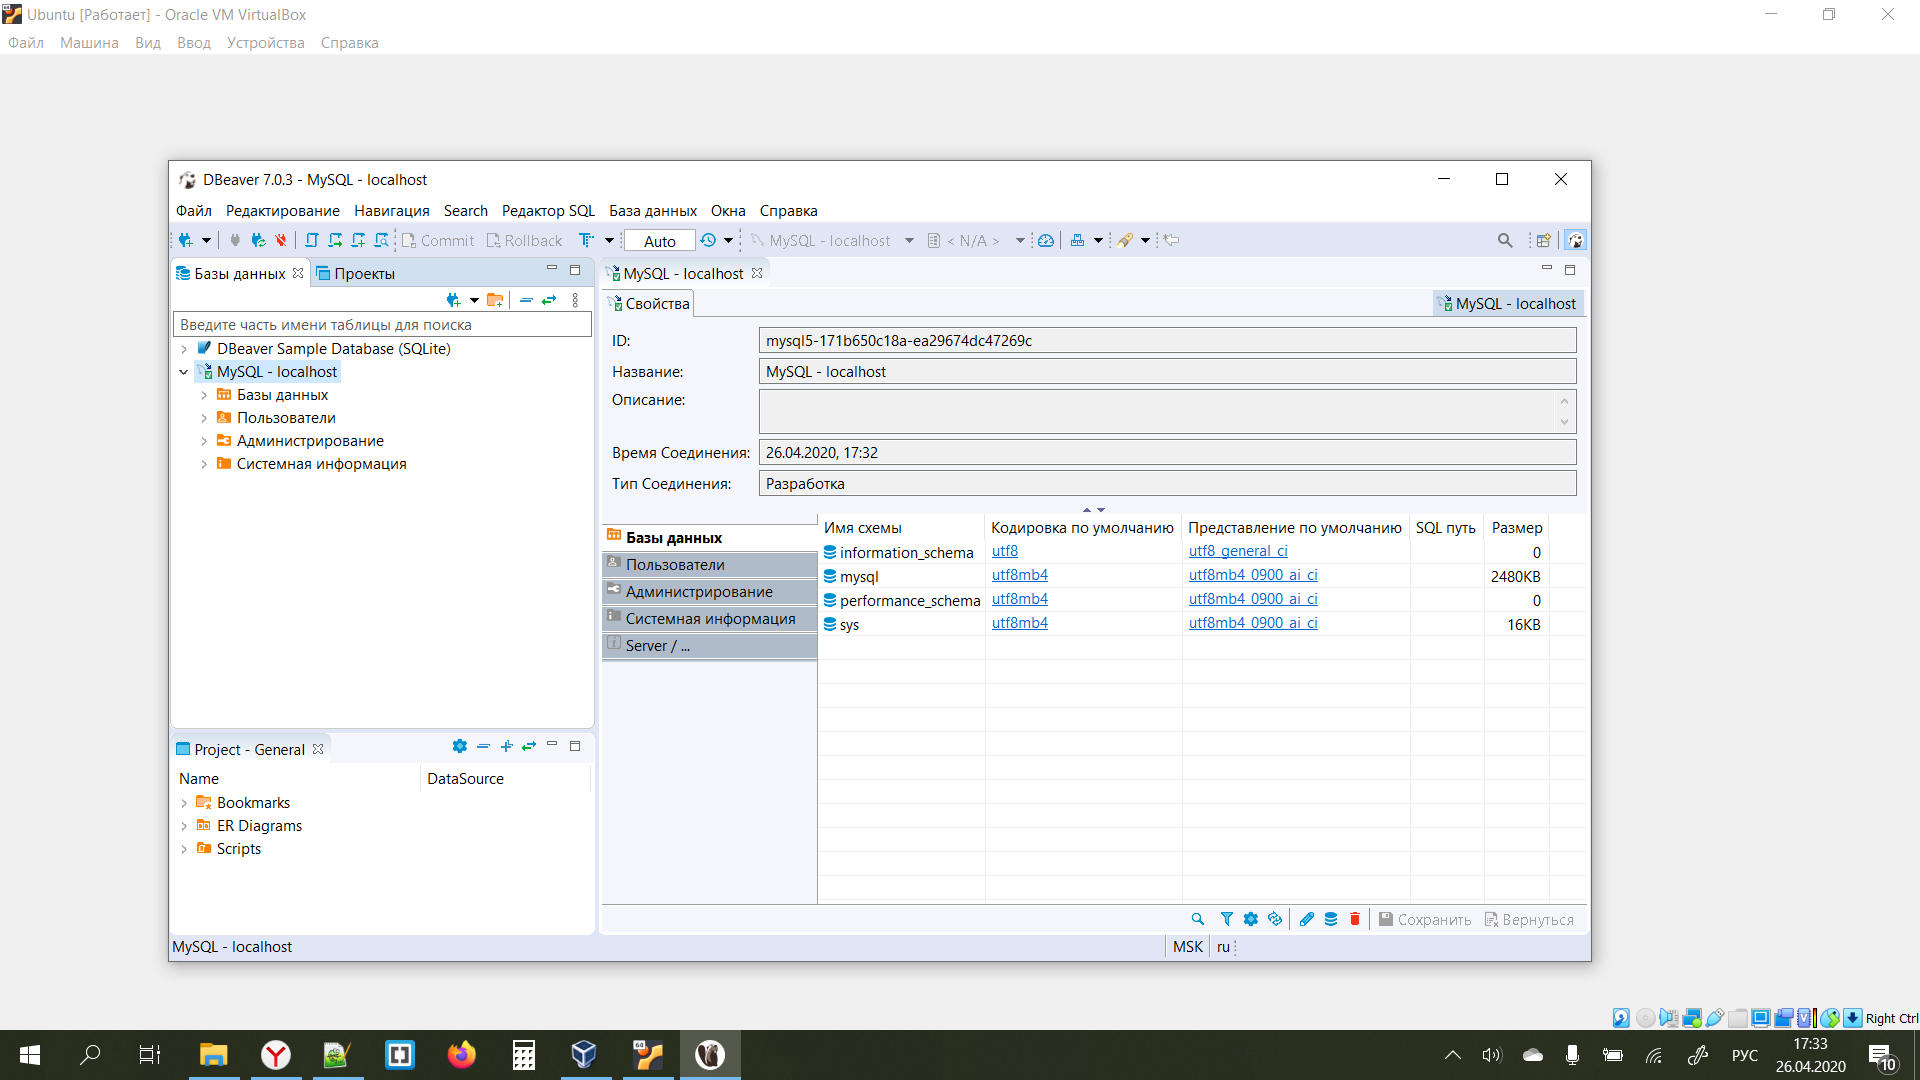 Ubuntu [Работает] - Oracle VM VirtualBox
Файл Машина Вид Ввод Устройства Справка
DBeaver 7.0.3 - MySQL - localhost
Файл Редактирование Навигация Search Редактор SQL База данных Окна Справка
Commit Rollback Auto MySQL - localhost < N/A >
Базы данных Проекты
Введите часть имени таблицы для поиска
DBeaver Sample Database (SQLite)
MySQL - localhost
Базы данных
Пользователи
Администрирование
Системная информация
Project - General
Name DataSource
Bookmarks
ER Diagrams
Scripts
MySQL - localhost
Свойства MySQL - localhost
ID: mysql5-171b650c18a-ea29674dc47269c
Название: MySQL - localhost
Описание:
Время Соединения: 26.04.2020, 17:32
Тип Соединения: Разработка
Базы данных
Пользователи
Администрирование
Системная информация
Server / ...
Имя схемы Кодировка по умолчанию Представление по умолчанию SQL путь Размер
information_schema utf8 utf8_general_ci 0
mysql utf8mb4 utf8mb4_0900_ai_ci 2480KB
performance_schema utf8mb4 utf8mb4_0900_ai_ci 0
sys utf8mb4 utf8mb4_0900_ai_ci 16KB
Сохранить Вернуться
MySQL - localhost MSK ru
Right Ctrl
64
РУС 17:33
26.04.2020
10